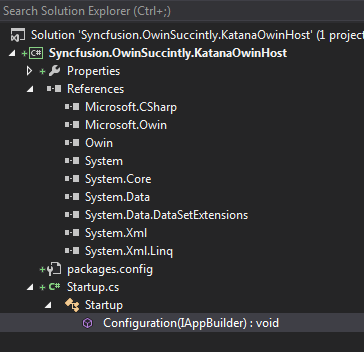 Search Solution Explorer (Ctrl+;)
Solution 'Syncfusion.OwinSuccintly.KatanaOwinHost' (1 project
C# Syncfusion.OwinSuccintly.KatanaOwinHost
Properties
References
Microsoft.CSharp
Microsoft.Owin
Owin
System
System.Core
System.Data
System.Data.DataSetExtensions
System.Xml
System.Xml.Linq
packages.config
C# Startup.cs
Startup
Configuration(IAppBuilder) : void